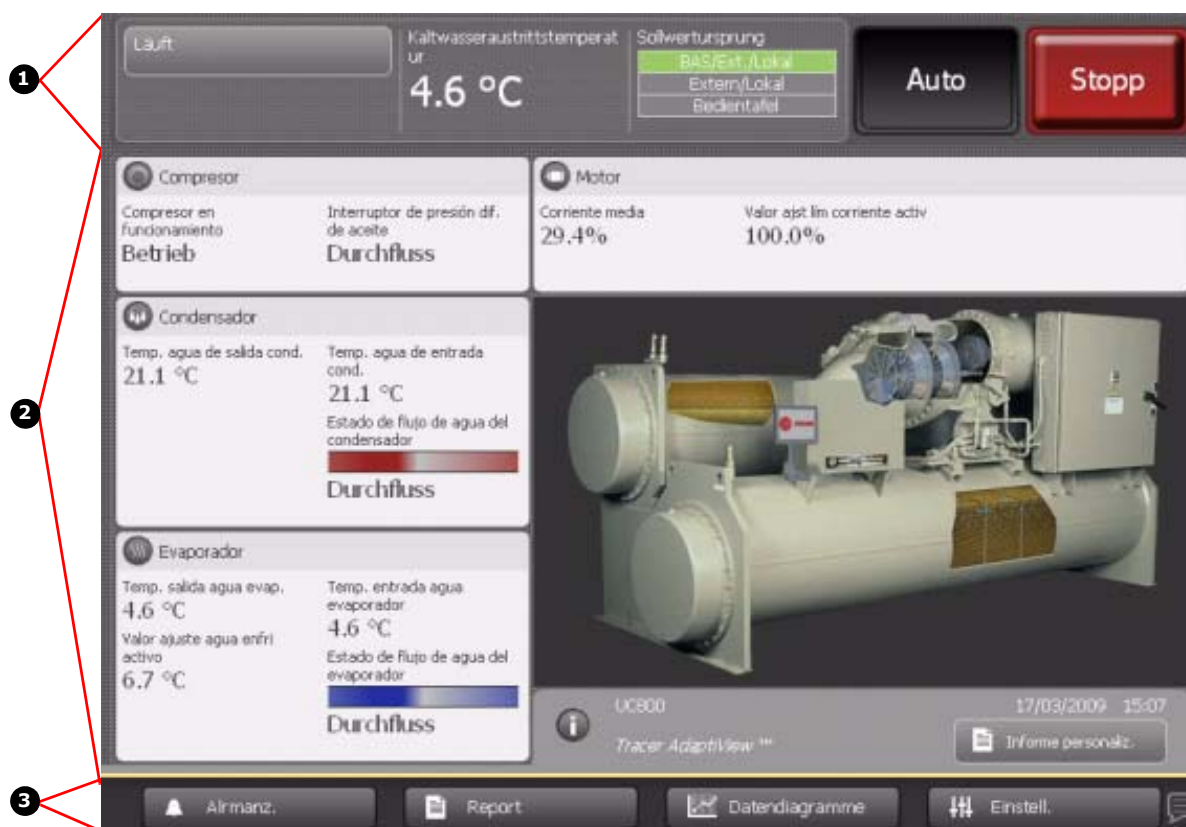 1
Läuft
Kaltwasseraustrittstemperat
ur
4.6 °C
Sollwertursprung
BAS/Ext./Lokal
Extern/Lokal
Bedientafel
Auto
Stopp
2
Compresor
Compresor en
funcionamiento
Betrieb
Interruptor de presión dif.
de aceite
Durchfluss
Motor
Corriente media
29.4%
Valor ajst lím corriente activ
100.0%
Condensador
Temp. agua de salida cond.
21.1 °C
Temp. agua de entrada
cond.
21.1 °C
Estado de flujo de agua del
condensador
Durchfluss
Evaporador
Temp. salida agua evap.
4.6 °C
Valor ajuste agua enfri
activo
6.7 °C
Temp. entrada agua
evaporador
4.6 °C
Estado de flujo de agua del
evaporador
Durchfluss
UC800
17/03/2009 15:07
Tracer AdaptiView ™
Informe personaliz.
3
Alrmanz.
Report
Datendiagramme
Einstell.